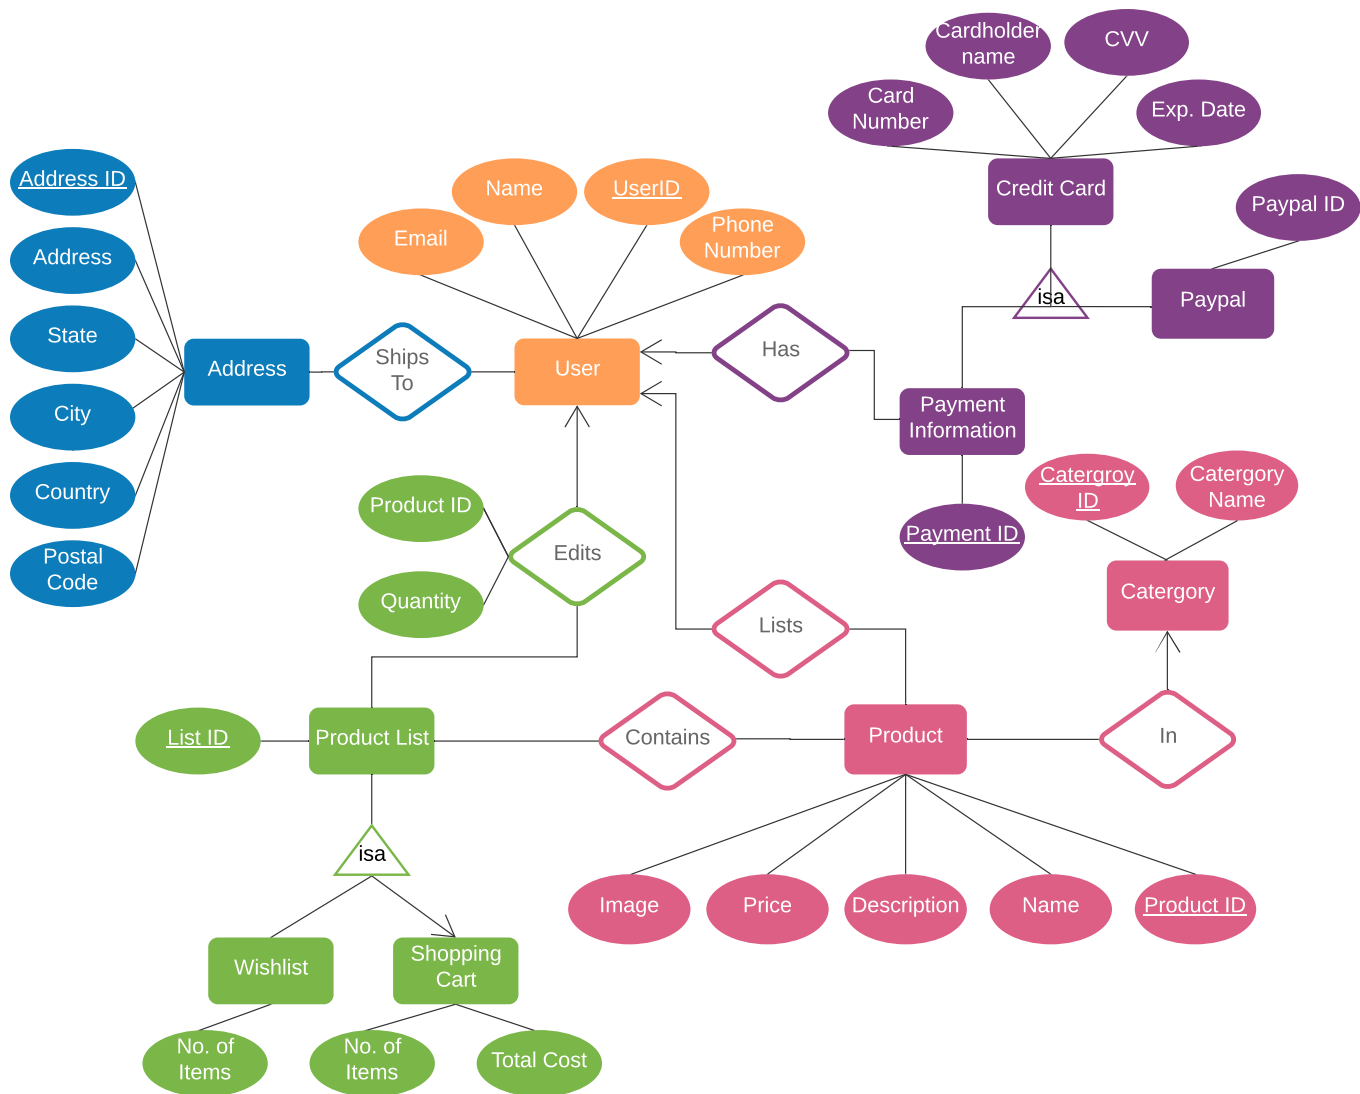 Cardholder
name
CVV
Card
Number
Exp. Date
Address ID
Name
UserID
Credit Card
Paypal ID
Email
Phone
Number
Address
isa
Paypal
State
Address
Ships
To
User
Has
Payment
Information
City
Catergroy
ID
Catergory
Name
Country
Product ID
Payment ID
Edits
Postal
Code
Catergory
Quantity
Lists
List ID
Product List
Contains
Product
In
isa
Image
Price
Description
Name
Product ID
Wishlist
Shopping
Cart
No. of
Items
No. of
Items
Total Cost